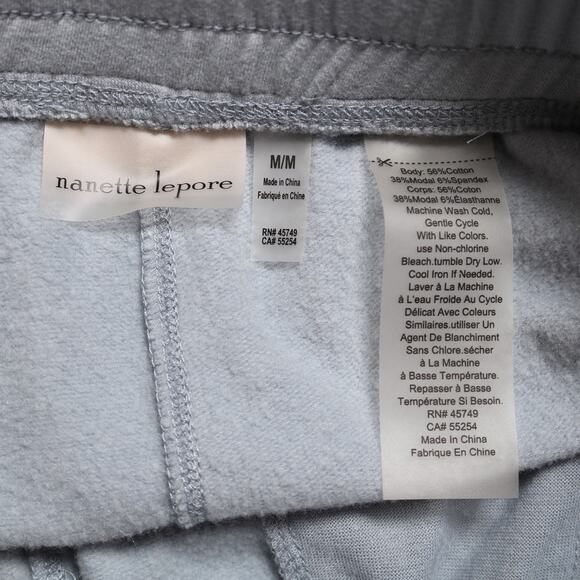 nanette lepore
M/M
Made in China
Fabriqué en Chine
RN# 45749
CA# 55254
Body: 56%Cotton
38%Modal 6%Spandex
Corps: 56%Coton
38%Modal 6%Élasthanne
Machine Wash Cold,
Gentle Cycle
With Like Colors.
use Non-chlorine
Bleach.tumble Dry Low.
Cool Iron If Needed.
Laver à La Machine
à L'eau Froide Au Cycle
Délicat Avec Couleurs
Similaires.utiliser Un
Agent De Blanchiment
Sans Chlore.sécher
à La Machine
à Basse Température.
Repasser à Basse
Température Si Besoin.
RN# 45749
CA# 55254
Made In China
Fabrique En Chine